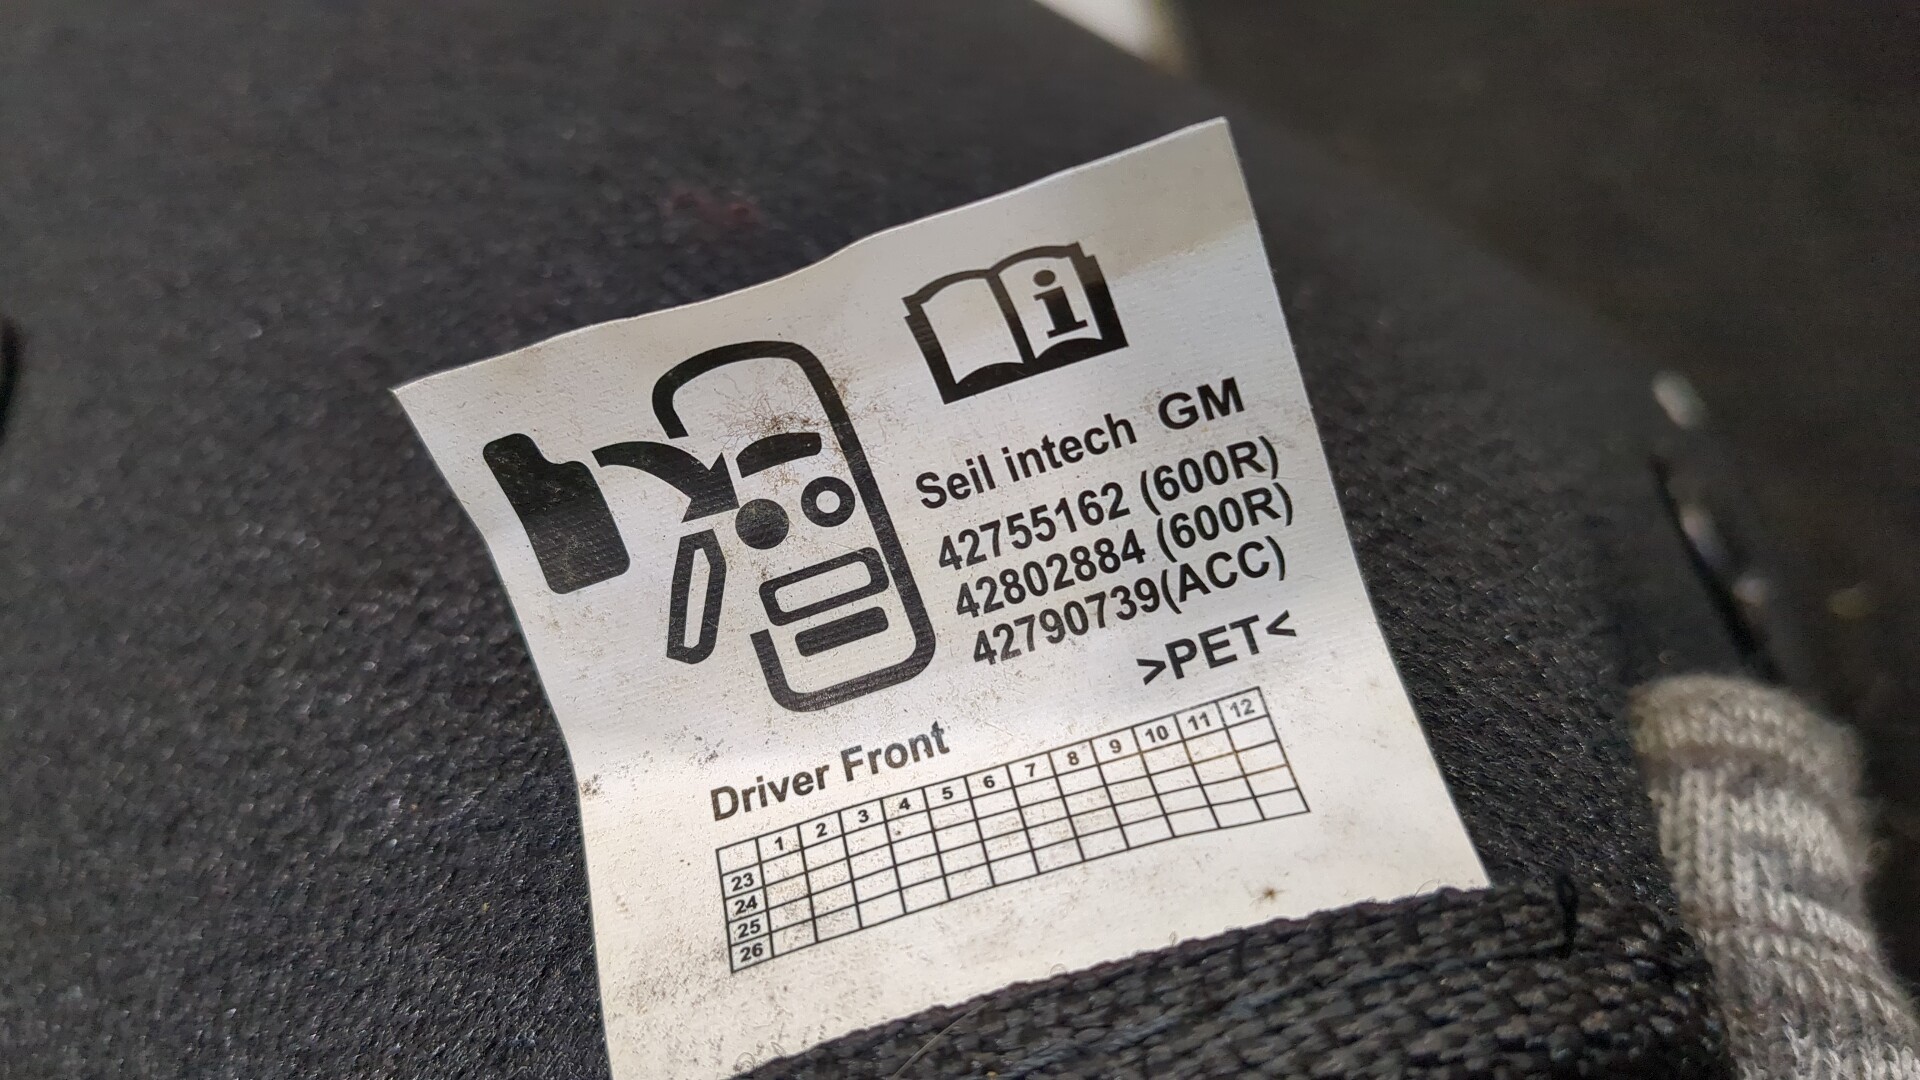 i
Seil intech GM
42755162 (600R)
42802884 (600R)
42790739(ACC)
>PET<
Driver Front
1 2 3 4 5 6 7 8 9 10 11 12
23
24
25
26